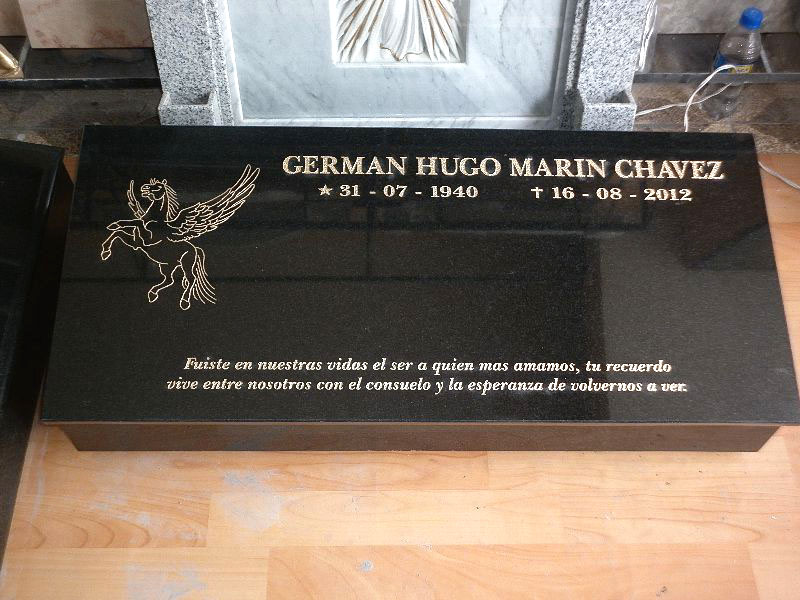 GERMAN HUGO MARIN CHAVEZ
★ 31 - 07 - 1940 ✝ 16 - 08 - 2012
Fuiste en nuestras vidas el ser a quien mas amamos, tu recuerdo
vive entre nosotros con el consuelo y la esperanza de volvernos a ver.